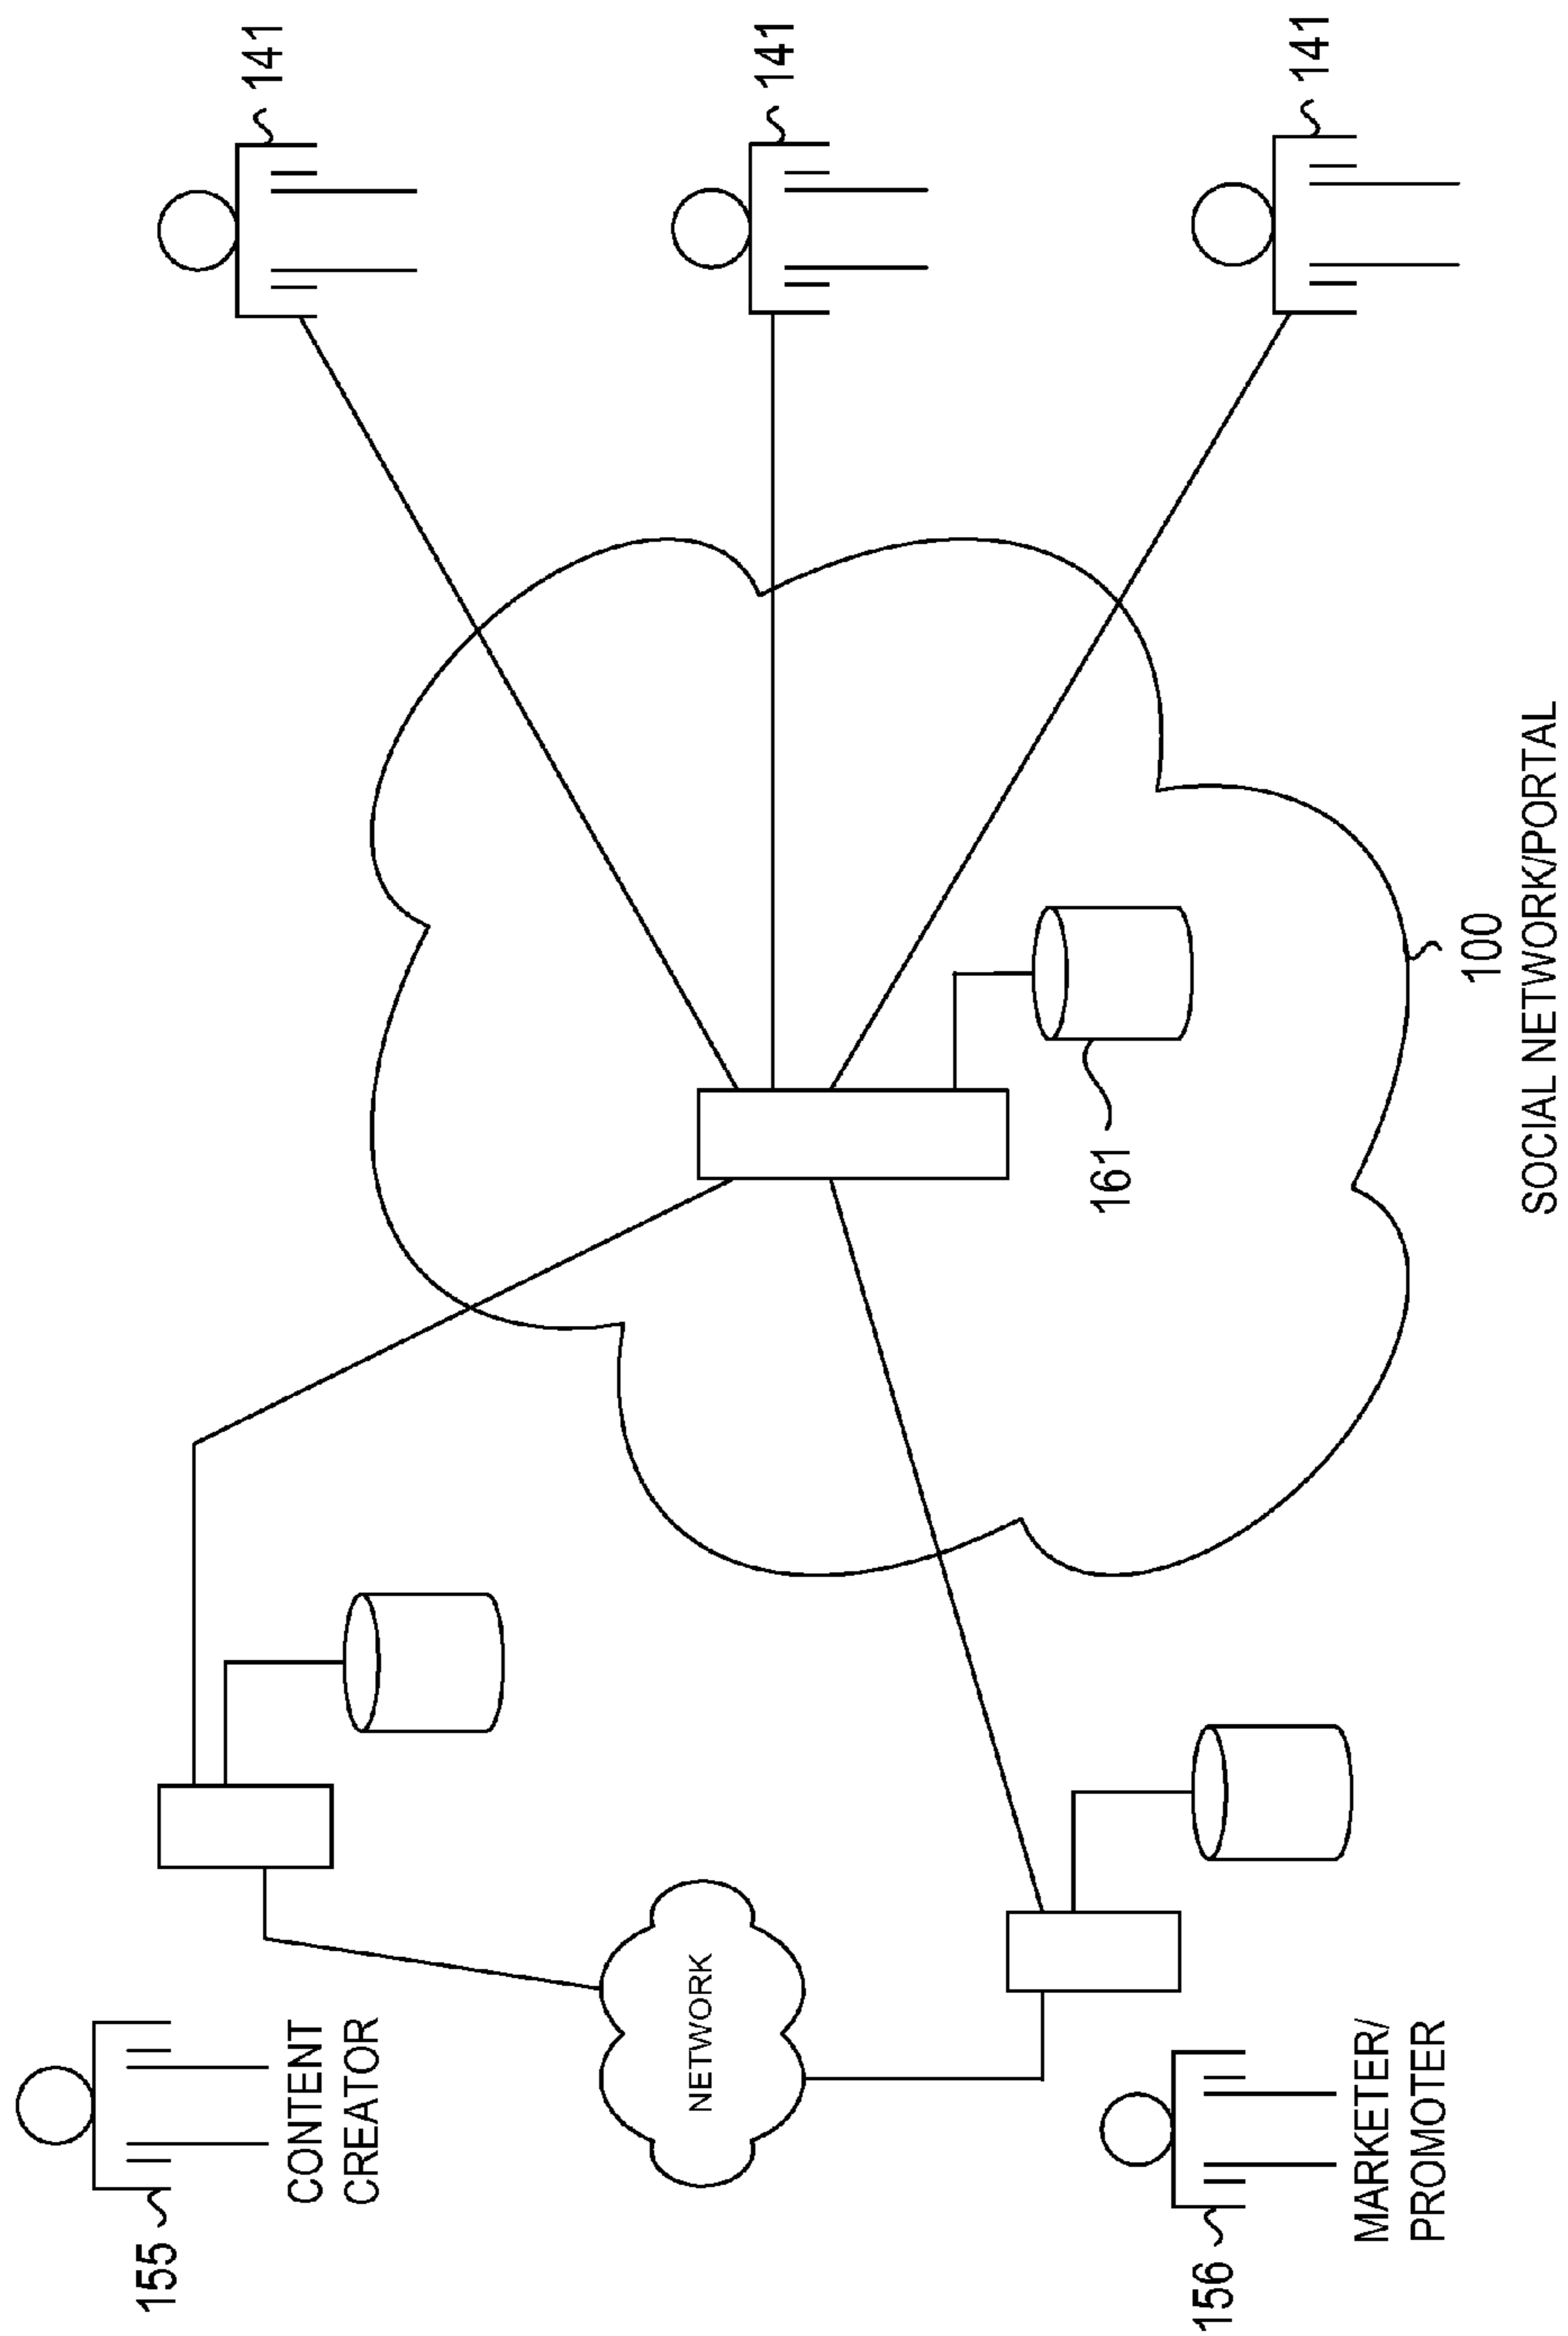 155
CONTENT
CREATOR
141
NETWORK
141
161
156
MARKETER/
PROMOTER
141
100
SOCIAL NETWORK/PORTAL